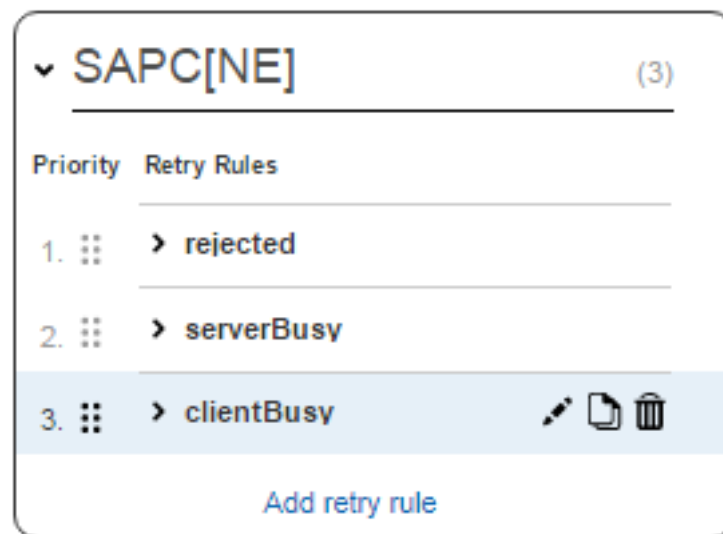 SAPC[NE] (3)
Priority Retry Rules
1. rejected
2. serverBusy
3. clientBusy
Add retry rule